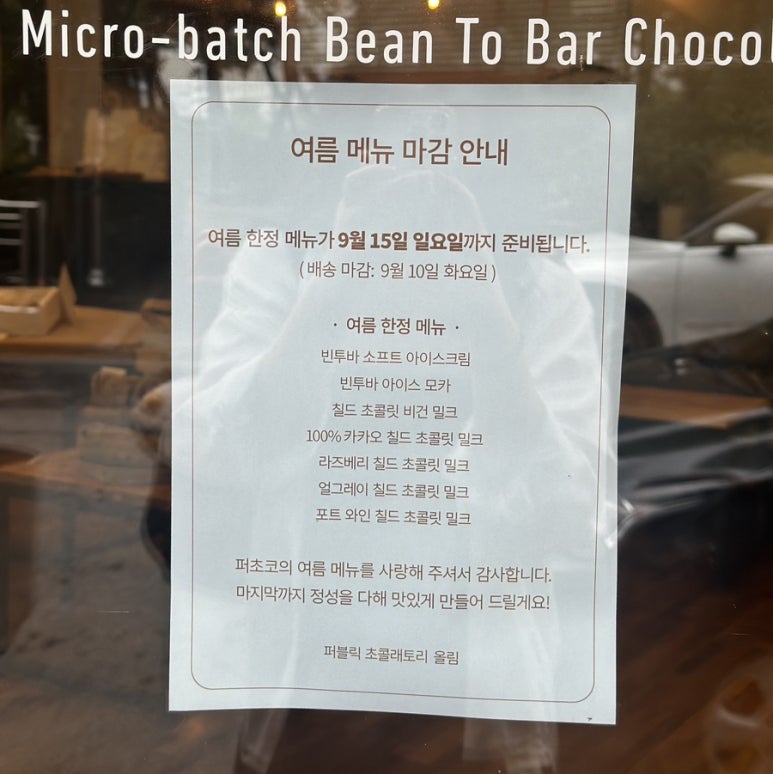 Micro-batch Bean To Bar Chocol
여름 메뉴 마감 안내
여름 한정 메뉴가 9월 15일 일요일까지 준비됩니다.
( 배송 마감: 9월 10일 화요일 )
· 여름 한정 메뉴 ·
빈투바 소프트 아이스크림
빈투바 아이스 모카
칠드 초콜릿 비건 밀크
100% 카카오 칠드 초콜릿 밀크
라즈베리 칠드 초콜릿 밀크
얼그레이 칠드 초콜릿 밀크
포트 와인 칠드 초콜릿 밀크
퍼초코의 여름 메뉴를 사랑해 주셔서 감사합니다.
마지막까지 정성을 다해 맛있게 만들어 드릴게요!
퍼블릭 초콜래토리 올림